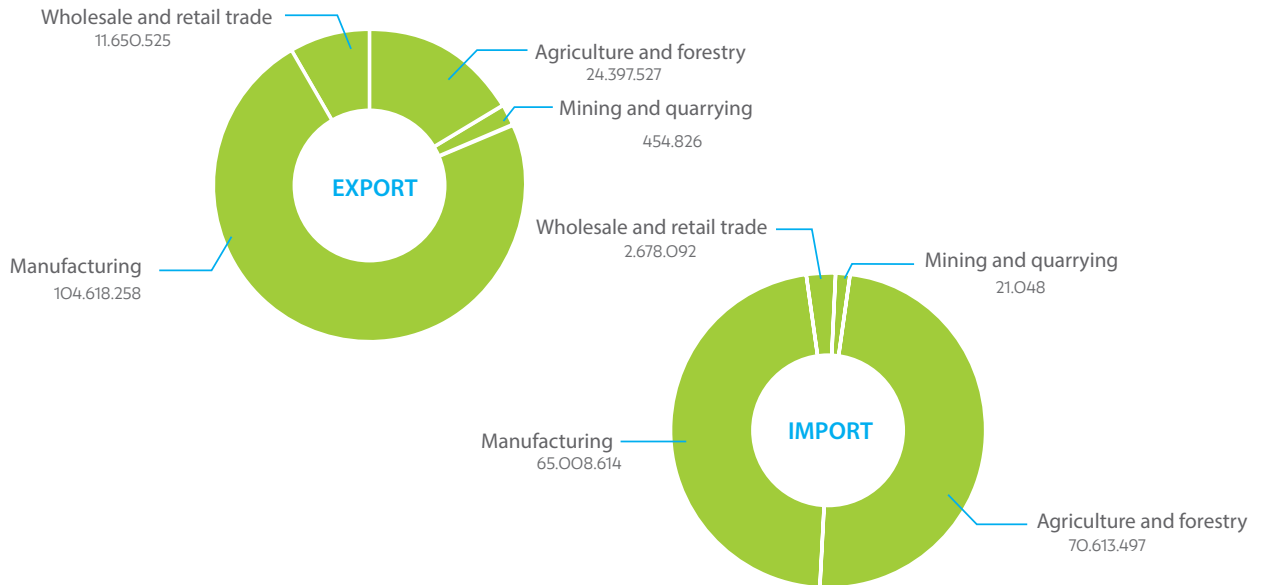 Wholesale and retail trade
11.650.525
Agriculture and forestry
24.397.527
Mining and quarrying
454.826
EXPORT
Manufacturing
104.618.258
Wholesale and retail trade
2.678.092
Mining and quarrying
21.048
IMPORT
Manufacturing
65.008.614
Agriculture and forestry
70.613.497